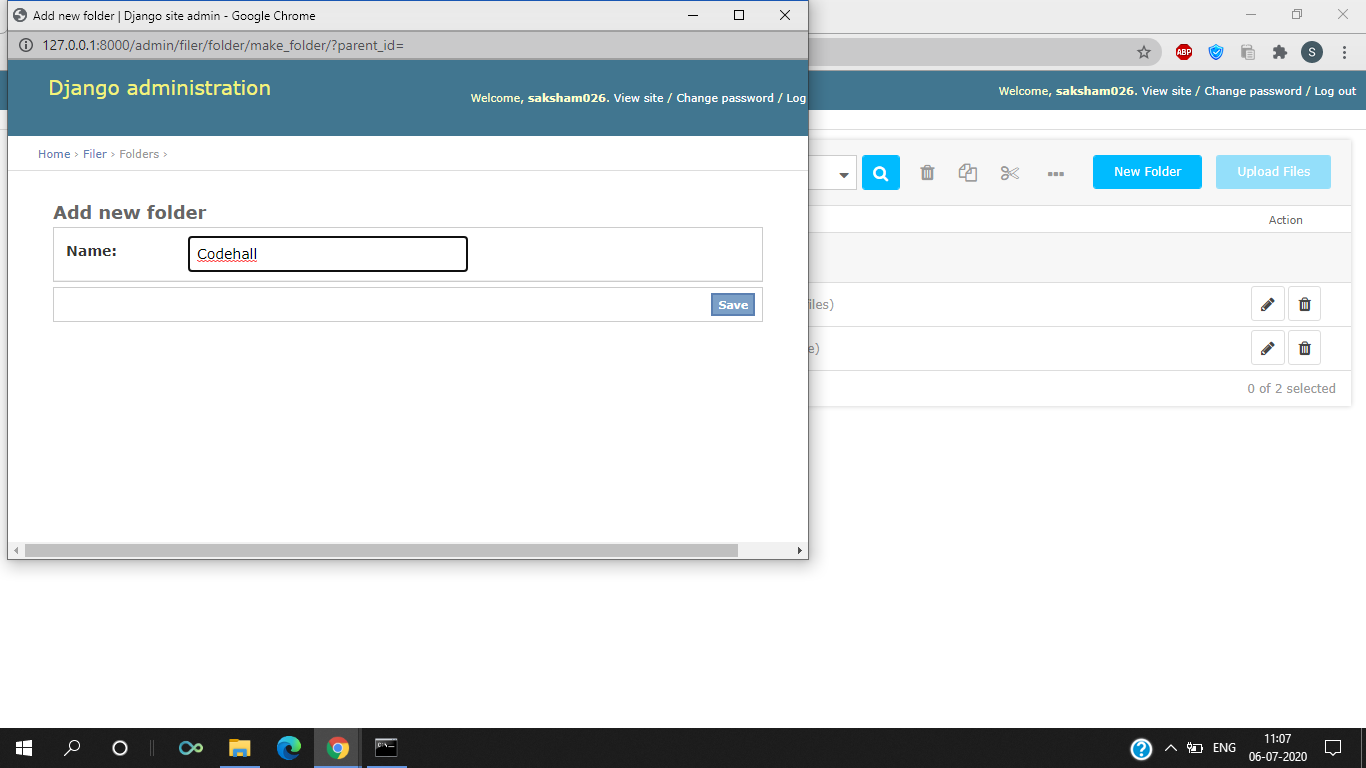 Add new folder | Django site admin - Google Chrome
127.0.0.1:8000/admin/filer/folder/make_folder/?parent_id=
ABP
S
Django administration
Welcome, saksham026. View site / Change password / Log
Welcome, saksham026. View site / Change password / Log out
Home › Filer › Folders ›
New Folder
Upload Files
Add new folder
Action
Name:
Codehall
Save
iles)
e)
0 of 2 selected
ENG
11:07
06-07-2020